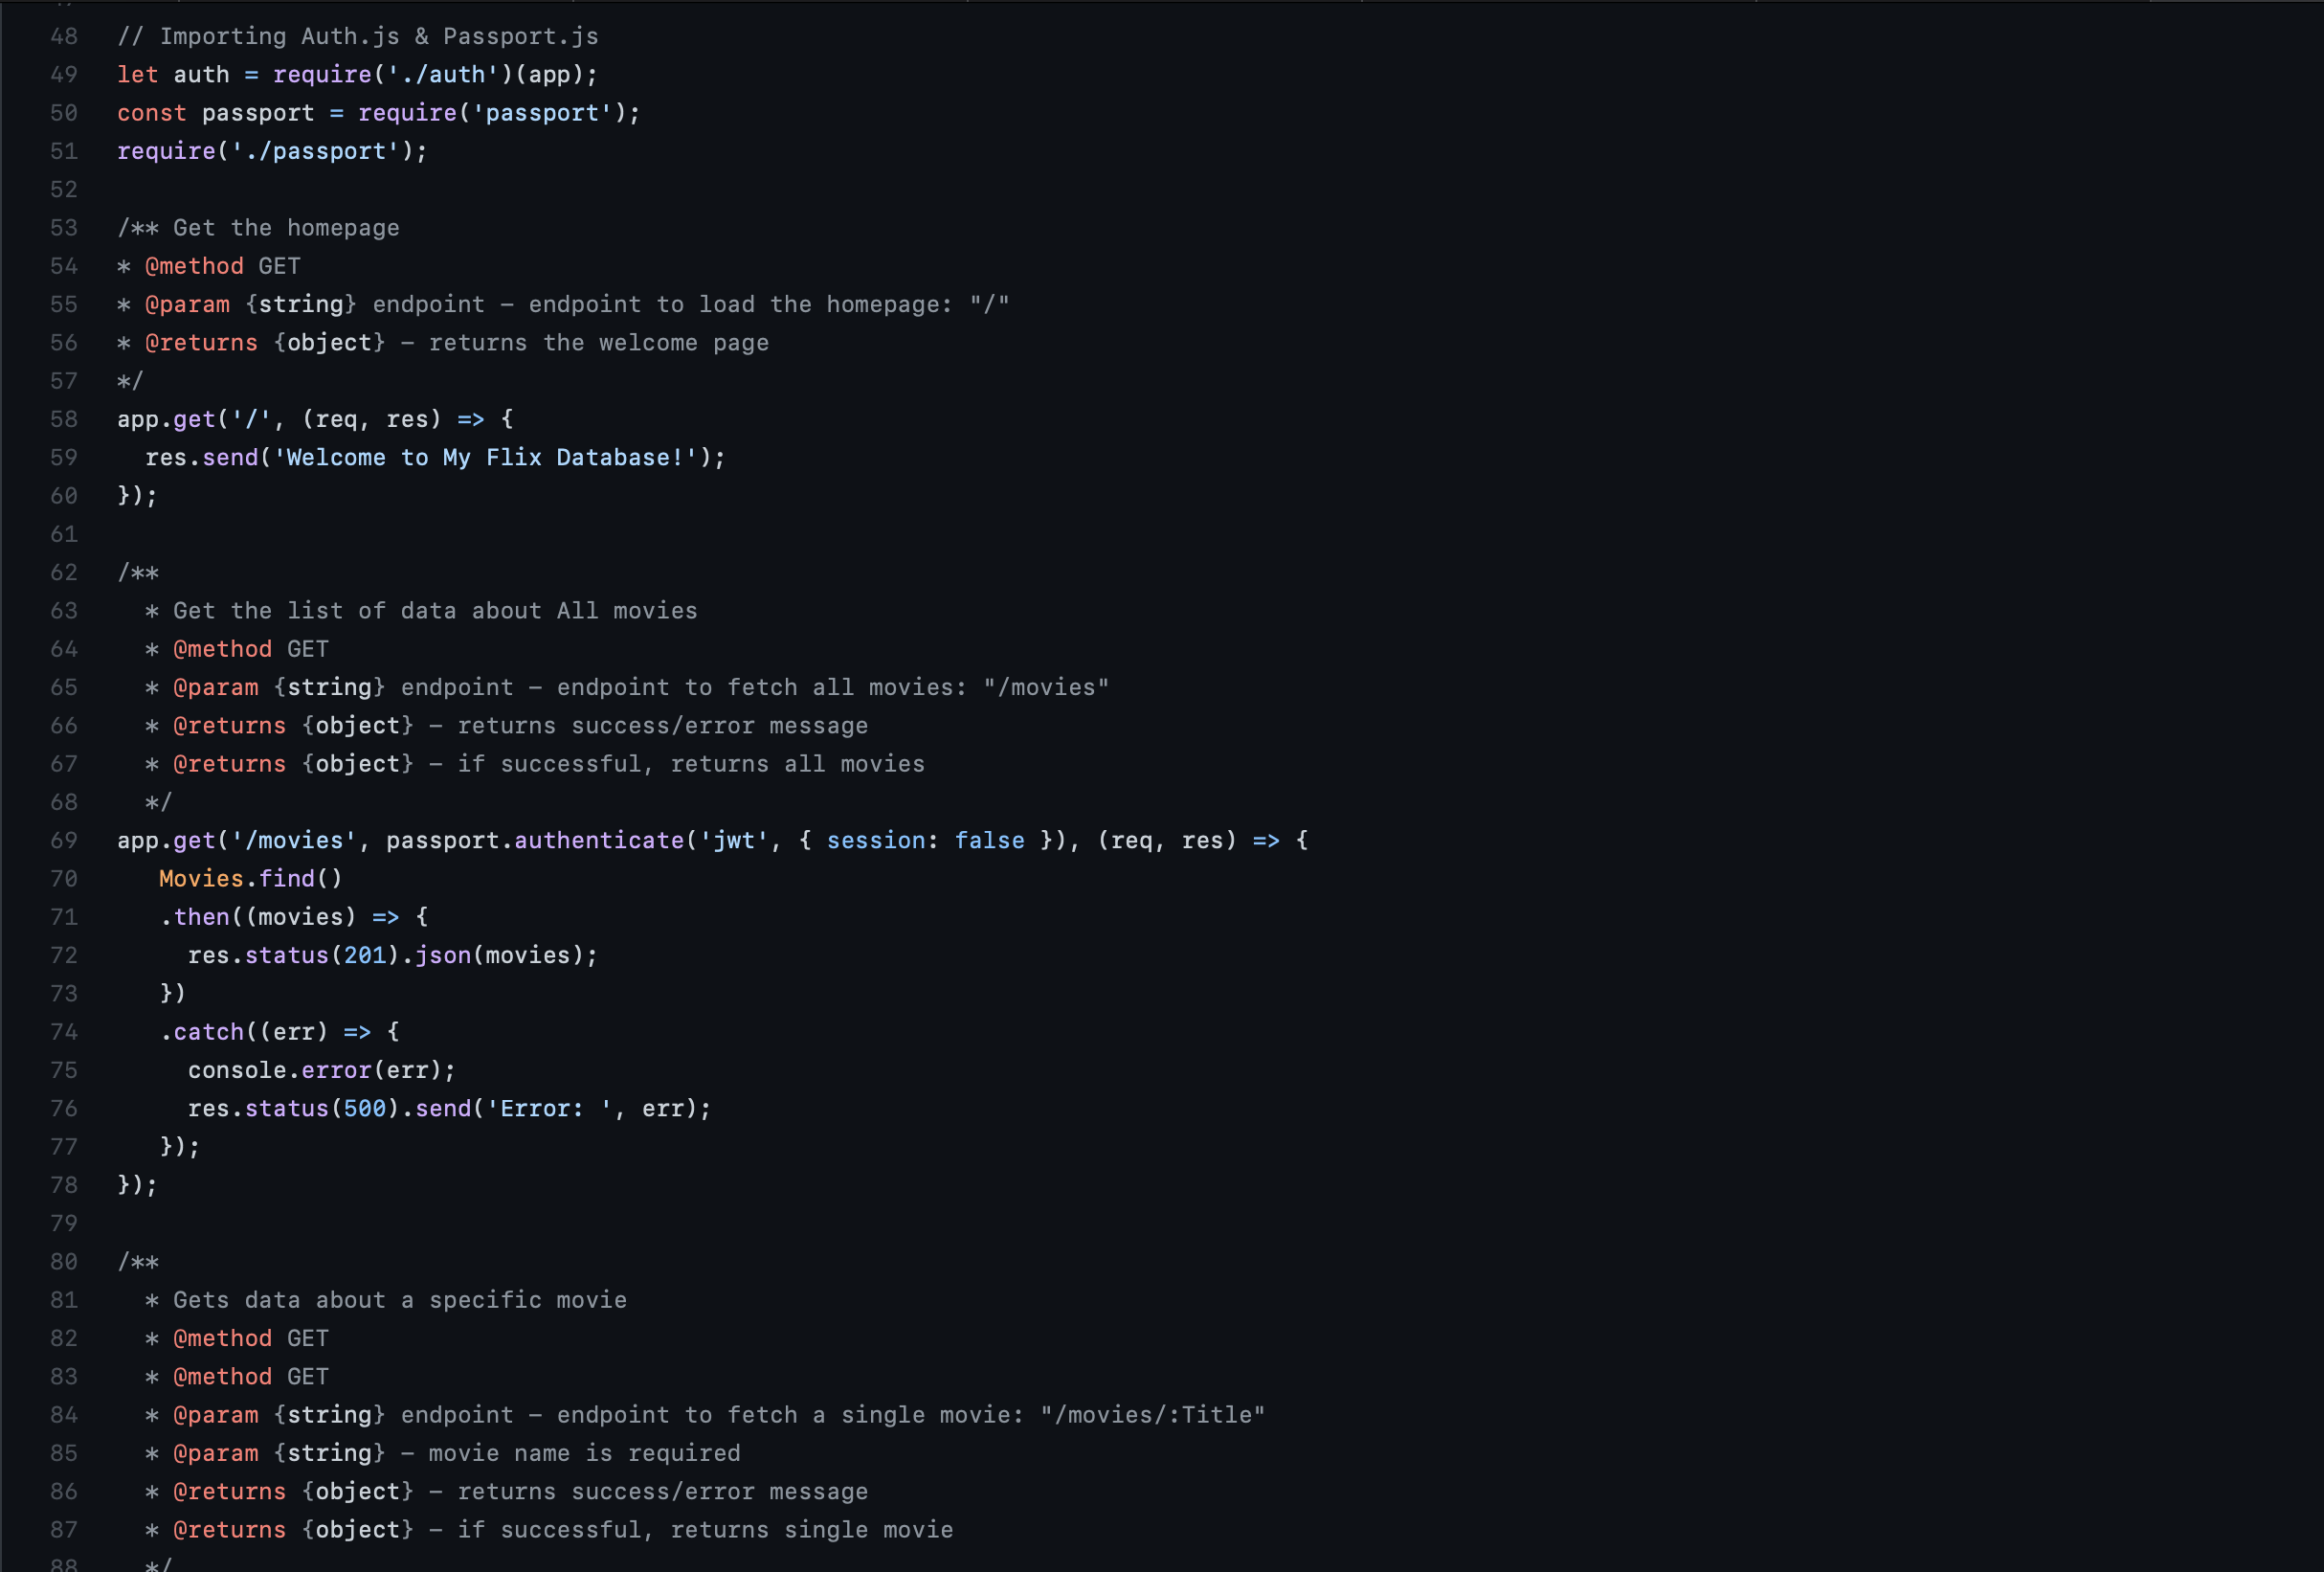 48 // Importing Auth.js & Passport.js
49 let auth = require('./auth')(app);
50 const passport = require('passport');
51 require('./passport');
52
53 /** Get the homepage
54 * @method GET
55 * @param {string} endpoint - endpoint to load the homepage: "/"
56 * @returns {object} - returns the welcome page
57 */
58 app.get('/', (req, res) => {
59   res.send('Welcome to My Flix Database!');
60 });
61
62 /**
63   * Get the list of data about All movies
64   * @method GET
65   * @param {string} endpoint - endpoint to fetch all movies: "/movies"
66   * @returns {object} - returns success/error message
67   * @returns {object} - if successful, returns all movies
68   */
69 app.get('/movies', passport.authenticate('jwt', { session: false }), (req, res) => {
70    Movies.find()
71    .then((movies) => {
72      res.status(201).json(movies);
73    })
74    .catch((err) => {
75      console.error(err);
76      res.status(500).send('Error: ', err);
77    });
78 });
79
80 /**
81   * Gets data about a specific movie
82   * @method GET
83   * @method GET
84   * @param {string} endpoint - endpoint to fetch a single movie: "/movies/:Title"
85   * @param {string} - movie name is required
86   * @returns {object} - returns success/error message
87   * @returns {object} - if successful, returns single movie
88   */